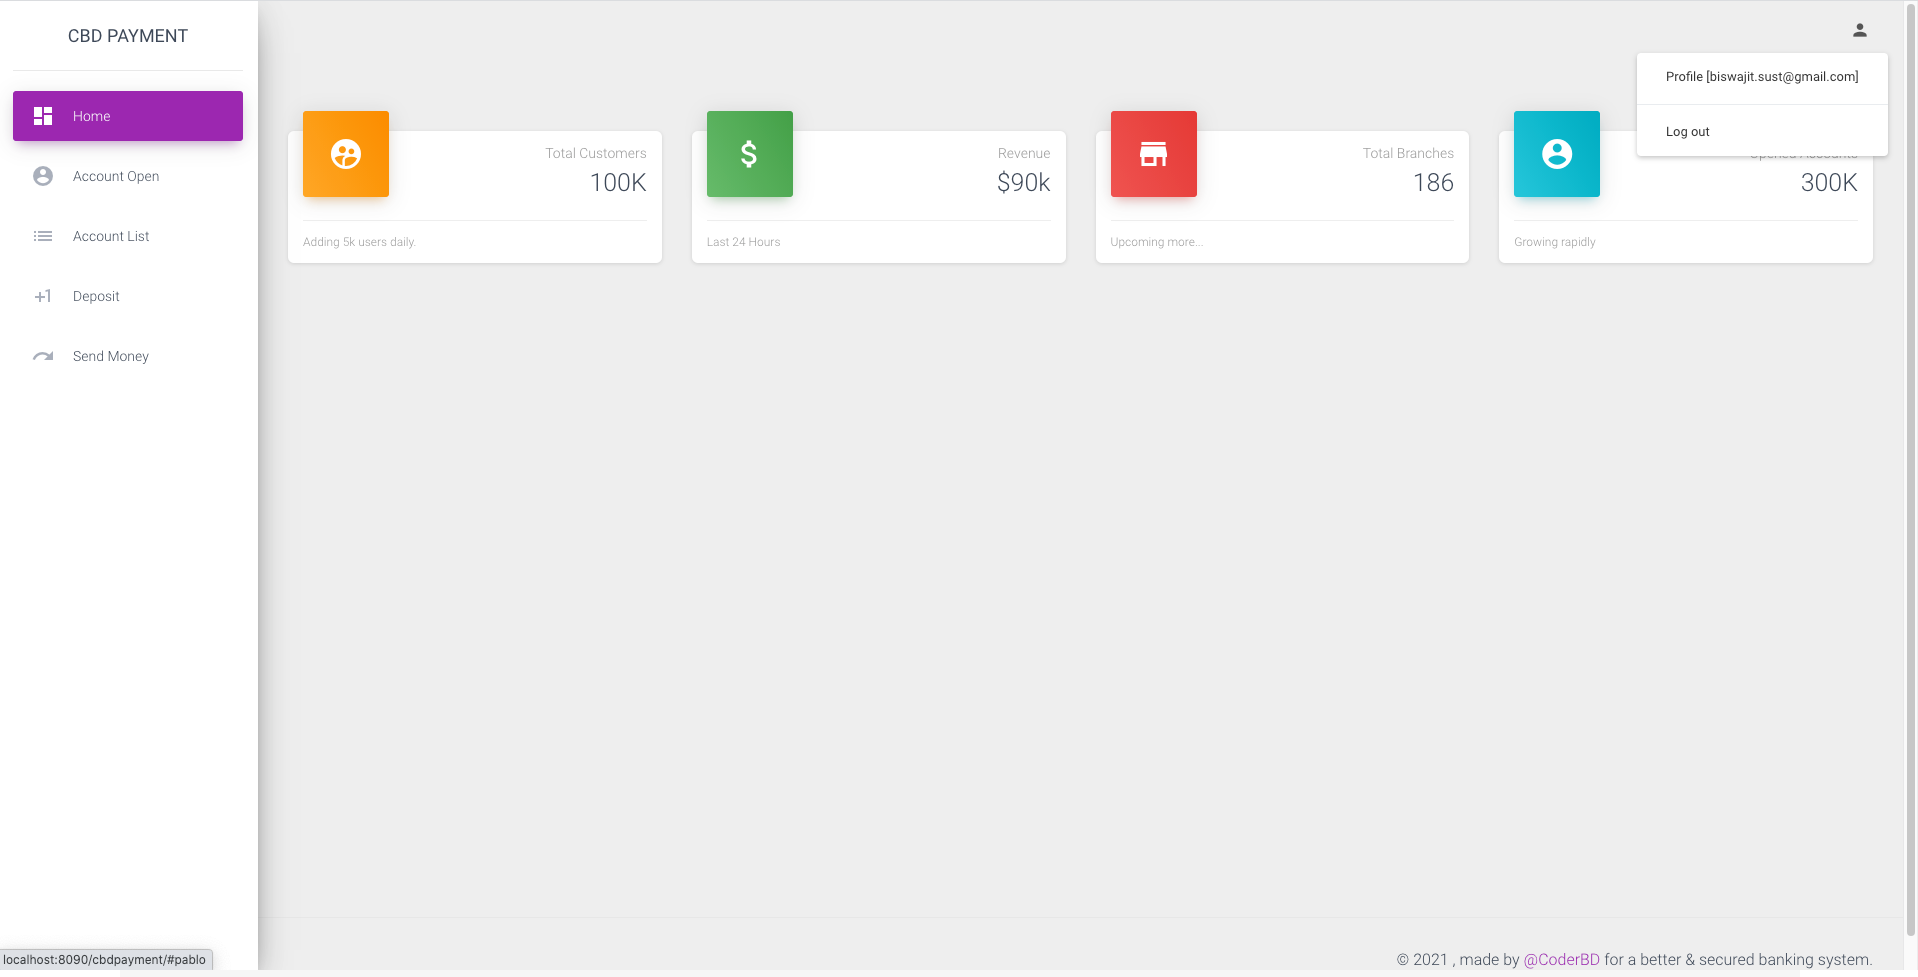 CBD PAYMENT
Home
Account Open
Account List
+1 Deposit
Send Money
Profile [biswajit.sust@gmail.com]
Log out
Total Customers
100K
Adding 5k users daily.
$
Revenue
$90k
Last 24 Hours
Total Branches
186
Upcoming more...
Opened Accounts
300K
Growing rapidly
localhost:8090/cbdpayment/#pablo
© 2021 , made by @CoderBD for a better & secured banking system.